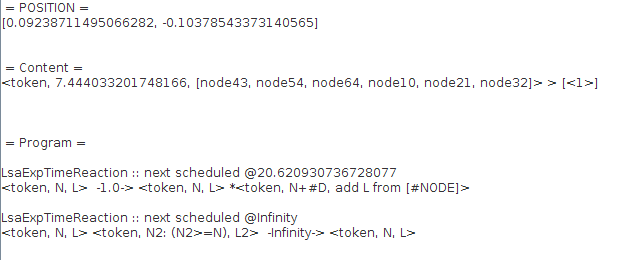 = POSITION =
[0.09238711495066282, -0.10378543373140565]
= Content =
<token, 7.444033201748166, [node43, node54, node64, node10, node21, node32]> > [<1>]
= Program =
LsaExpTimeReaction :: next scheduled @20.620930736728077
<token, N, L>  -1.0-> <token, N, L> *<token, N+#D, add L from [#NODE]>
LsaExpTimeReaction :: next scheduled @Infinity
<token, N, L> <token, N2: (N2>=N), L2>  -Infinity-> <token, N, L>